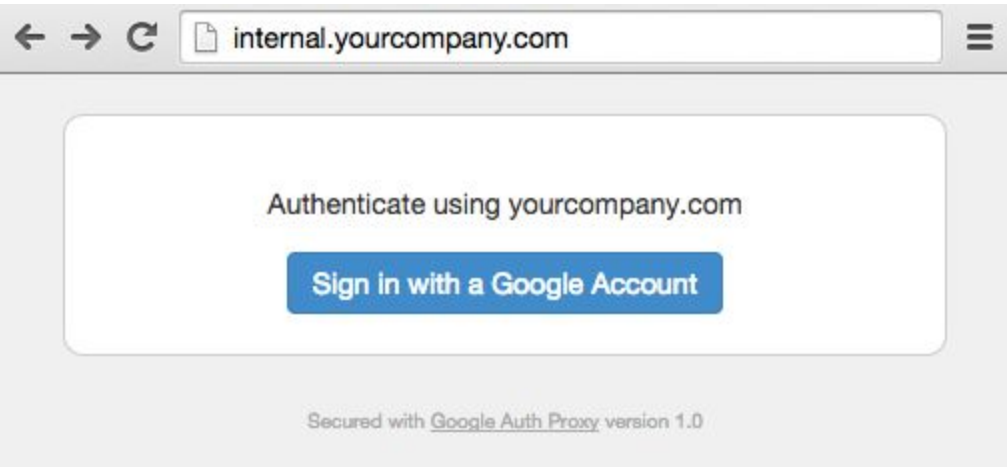 internal.yourcompany.com
Authenticate using yourcompany.com
Sign in with a Google Account
Secured with Google Auth Proxy version 1.0